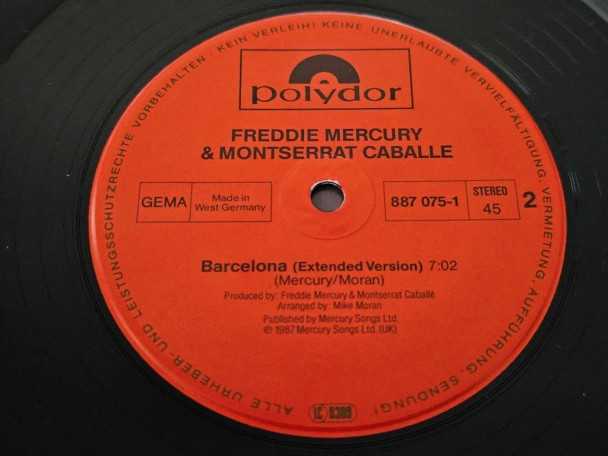 polydor
FREDDIE MERCURY
& MONTSERRAT CABALLE
GEMA
Made in
West Germany
887 075-1
STEREO
45
2
Barcelona (Extended Version) 7:02
(Mercury/Moran)
Produced by: Freddie Mercury & Montserrat Caballé
Arranged by: Mike Moran
Published by Mercury Songs Ltd.
℗ 1987 Mercury Songs Ltd. (UK)
ALLE URHEBER- UND LEISTUNGSSCHUTZRECHTE VORBEHALTEN · KEIN VERLEIH! KEINE UNERLAUBTE VERVIELFÄLTIGUNG, VERMIETUNG, AUFFÜHRUNG, SENDUNG!
LC 0309